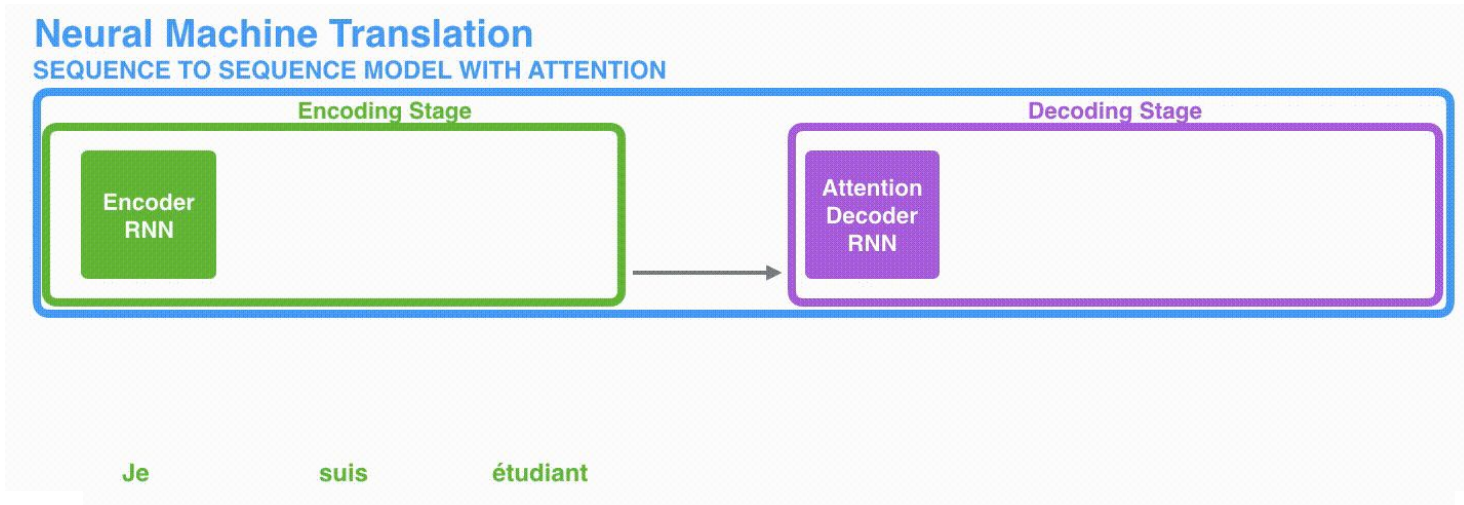 Neural Machine Translation
SEQUENCE TO SEQUENCE MODEL WITH ATTENTION
Encoding Stage
Decoding Stage
Encoder
RNN
Attention
Decoder
RNN
Je
suis
étudiant